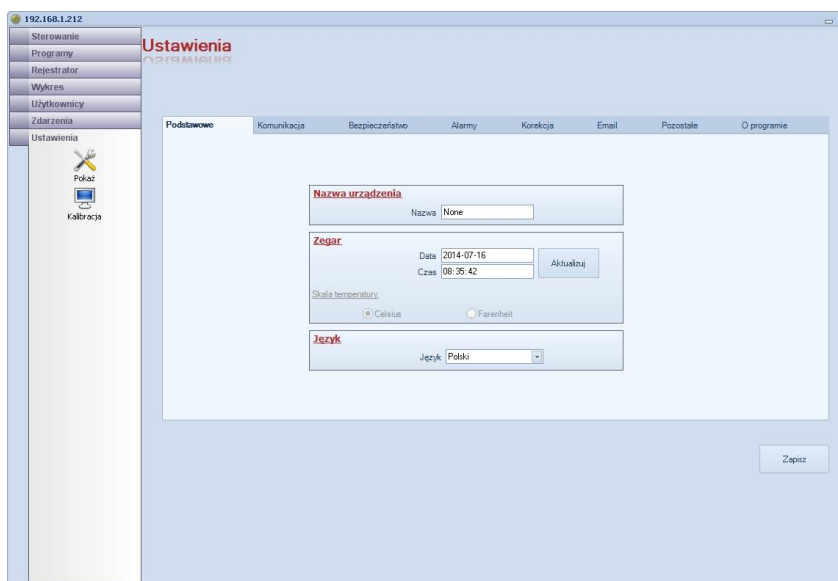 192.168.1.212
Sterowanie
Programy
Rejestrator
Wykres
Użytkownicy
Zdarzenia
Ustawienia
Pokaż
Kalibracja
Ustawienia
Podstawowe Komunikacja Bezpieczeństwo Alarmy Korekcja Email Pozostałe O programie
Nazwa urządzenia
Nazwa None
Zegar
Data 2014-07-16
Czas 08:35:42
Aktualizuj
Skala temperatury
Celsius Farenheit
Język
Język Polski
Zapisz